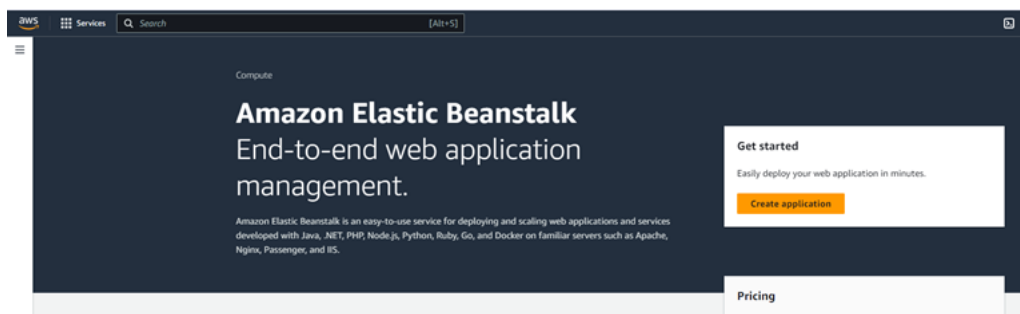 aws
Services
Search
[Alt+S]
Compute
Amazon Elastic Beanstalk
End-to-end web application
management.
Amazon Elastic Beanstalk is an easy-to-use service for deploying and scaling web applications and services
developed with Java, .NET, PHP, Node.js, Python, Ruby, Go, and Docker on familiar servers such as Apache,
Nginx, Passenger, and IIS.
Get started
Easily deploy your web application in minutes.
Create application
Pricing